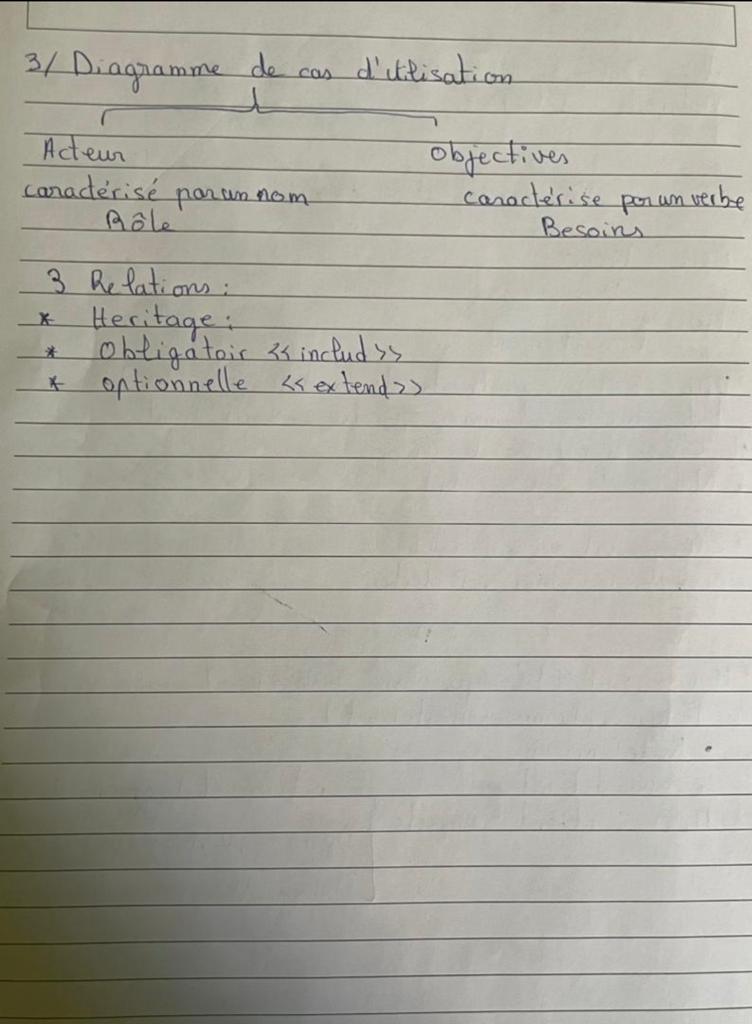 3/ Diagramme de cas d'utilisation
Acteur
Objectives
caractérisé par un nom
caractérise par un verbe
Rôle
Besoins
3 Relations :
* Heritage :
* Obligatoir <<includ>>
* optionnelle <<extend>>